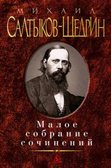 МИХАИЛ
САЛТЫКОВ-ЩЕДРИН
Малое
собрание
сочинений